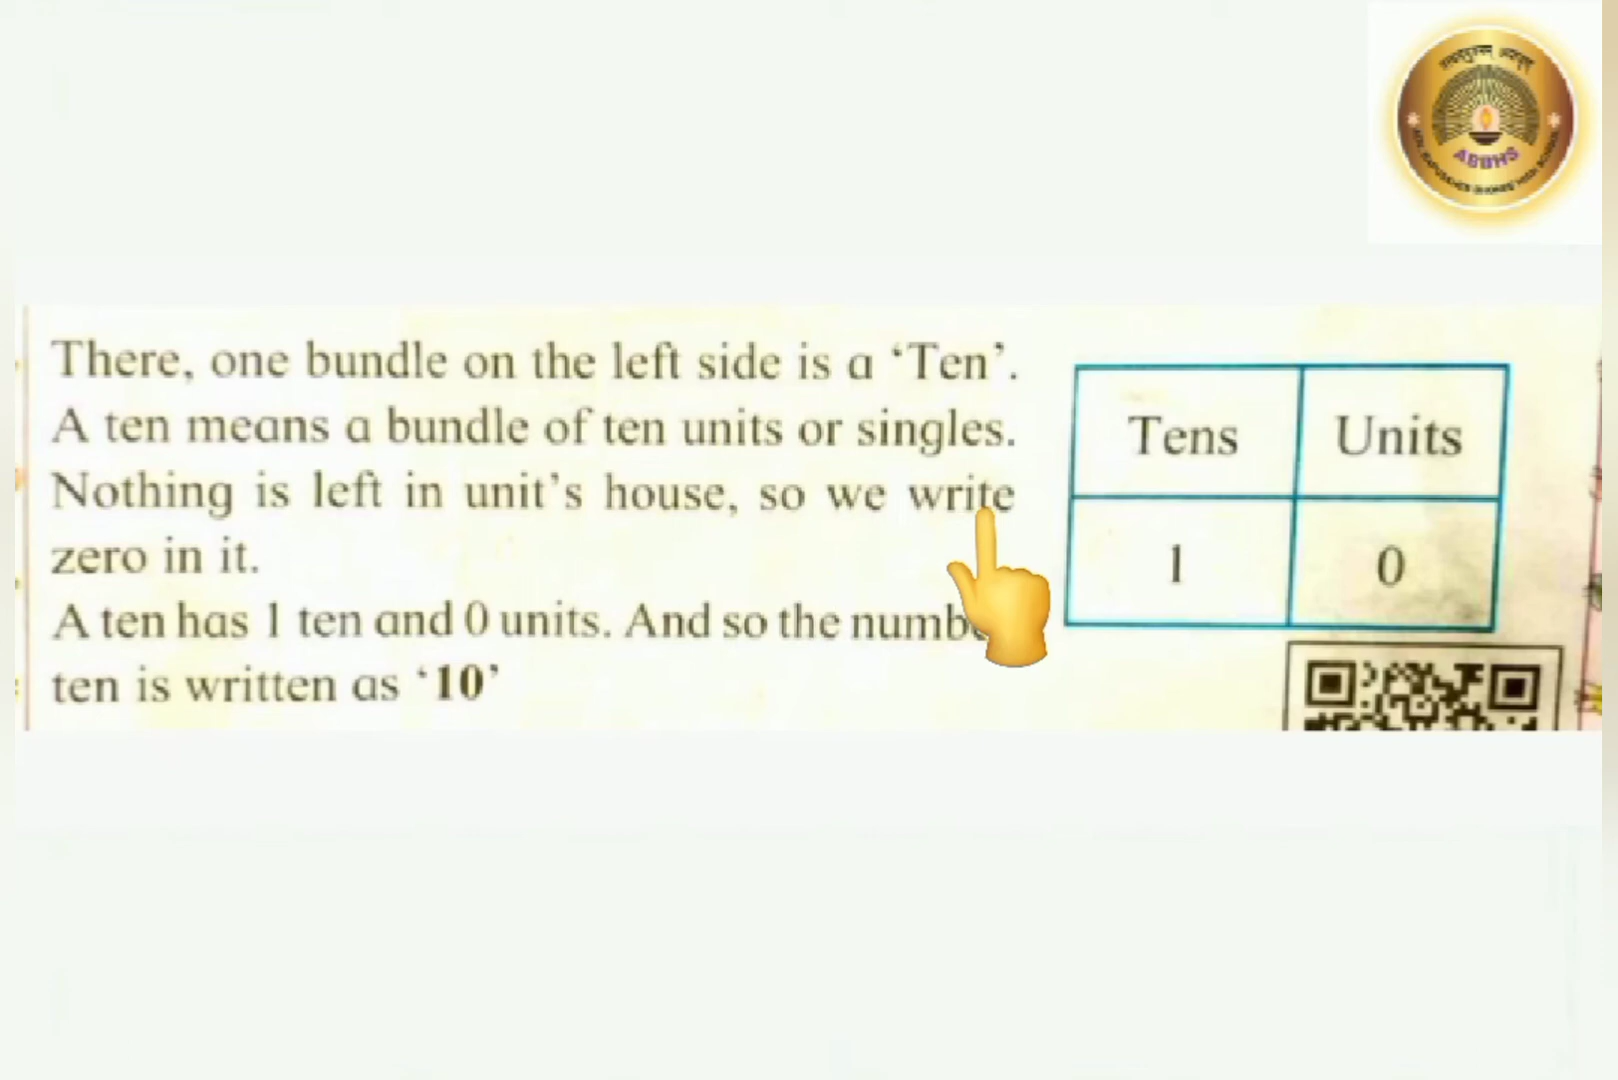 ABBHS
There, one bundle on the left side is a ‘Ten’.
A ten means a bundle of ten units or singles.
Nothing is left in unit’s house, so we write
zero in it.
A ten has 1 ten and 0 units. And so the numb
ten is written as ‘10’
Tens Units
1 0